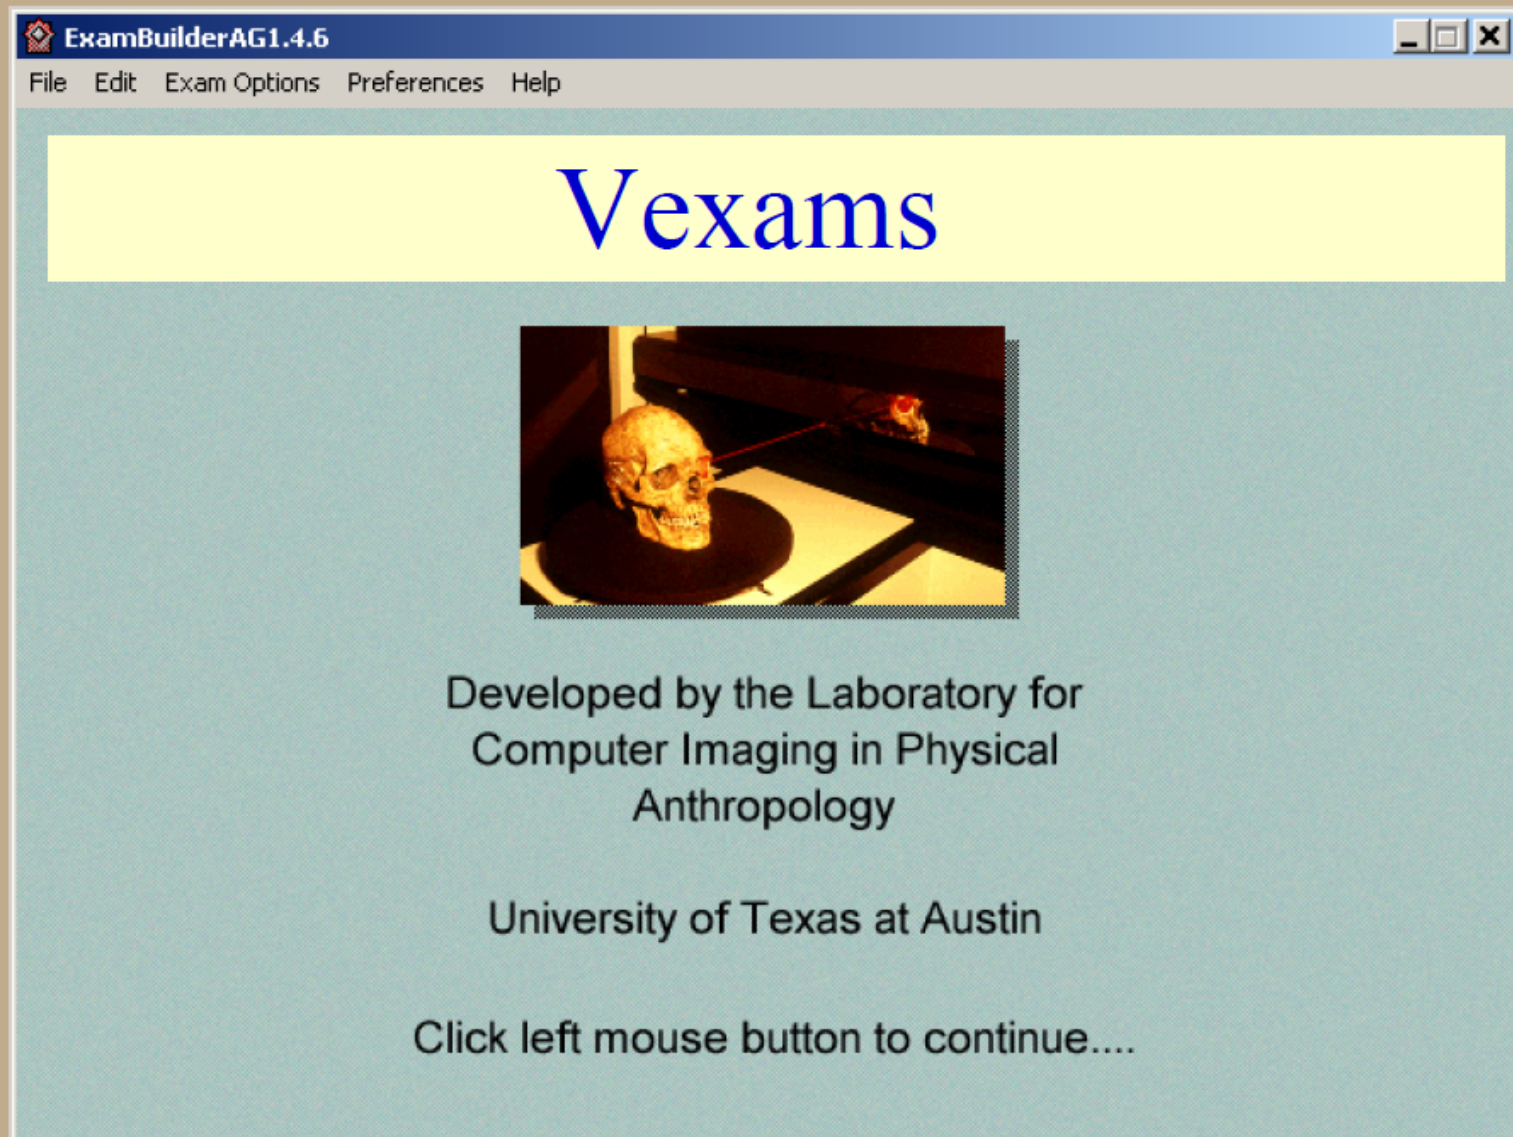 ExamBuilderAG1.4.6
File Edit Exam Options Preferences Help
Vexams
Developed by the Laboratory for
Computer Imaging in Physical
Anthropology
University of Texas at Austin
Click left mouse button to continue....